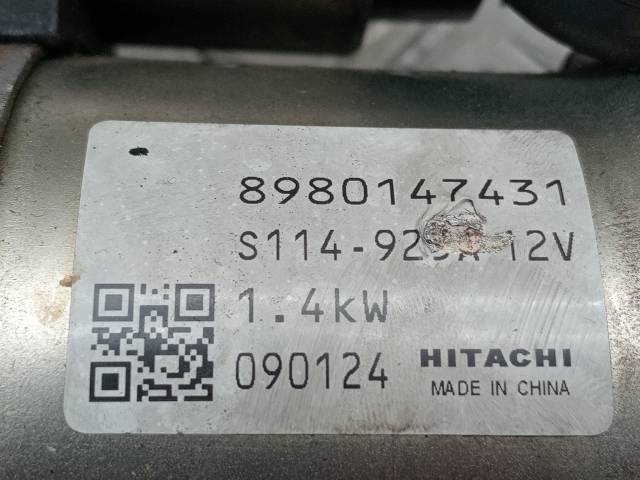 8980147431
12V
1.4kW
090124
HITACHI
MADE IN CHINA